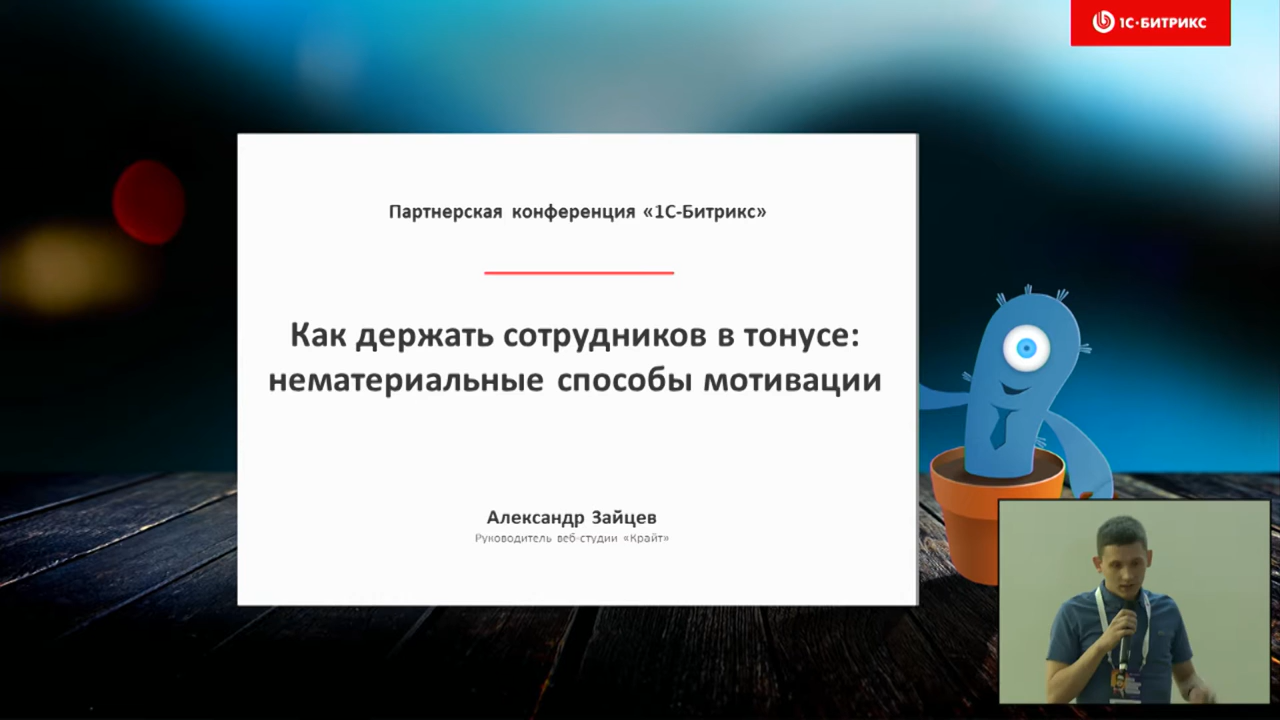 1С·БИТРИКС
Партнерская конференция «1С-Битрикс»
Как держать сотрудников в тонусе:
нематериальные способы мотивации
Александр Зайцев
Руководитель веб-студии «Крайт»